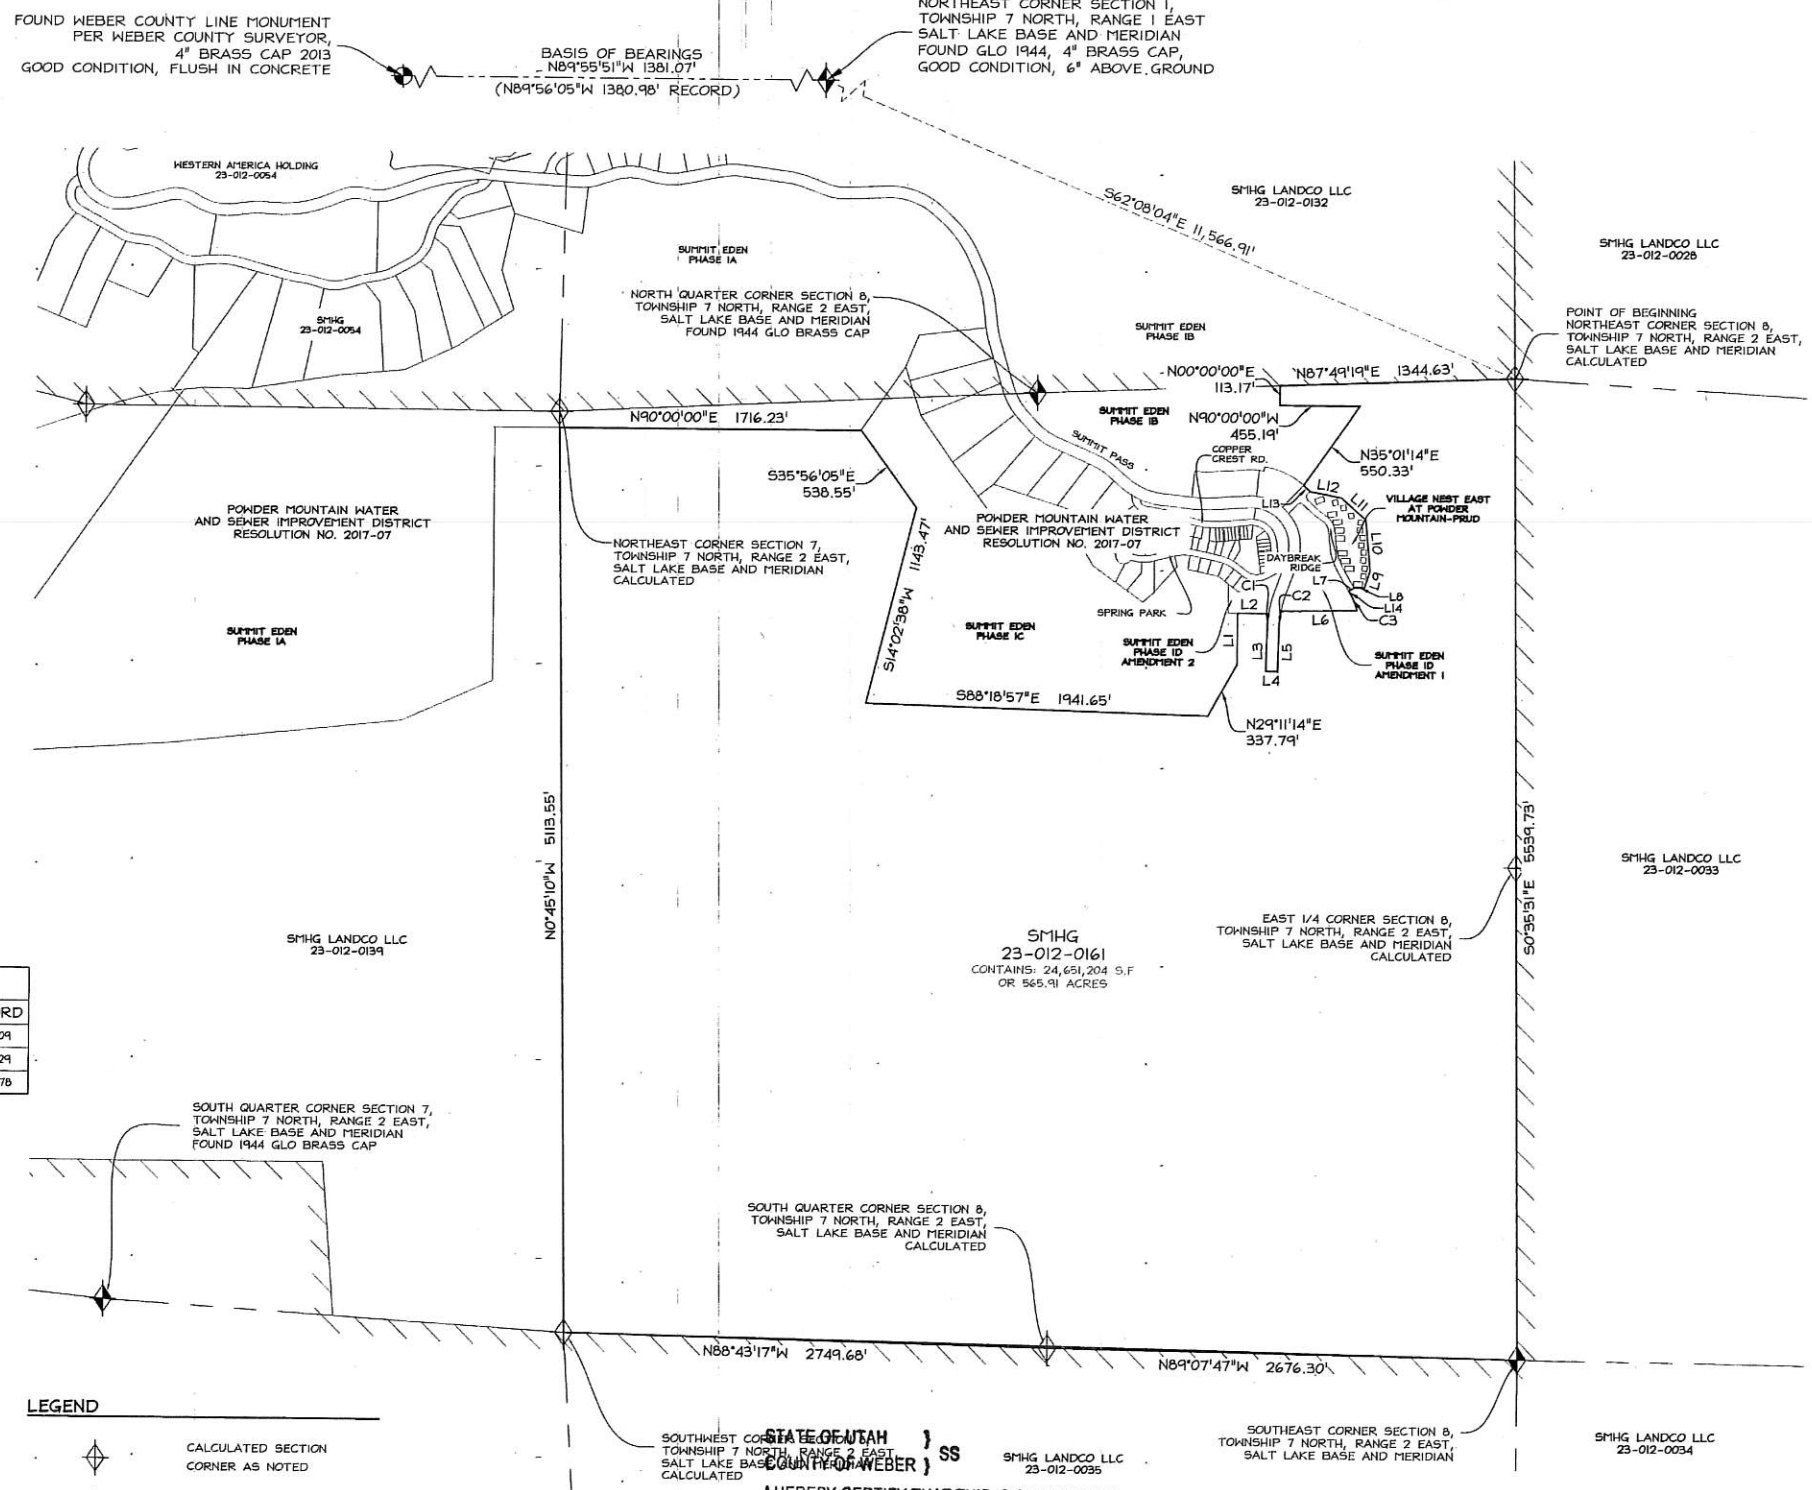 FOUND WEBER COUNTY LINE MONUMENT
PER WEBER COUNTY SURVEYOR,
4" BRASS CAP 2013
GOOD CONDITION, FLUSH IN CONCRETE
BASIS OF BEARINGS
N89°55'51"W 1381.07'
(N89°56'05"W 1380.98' RECORD)
NORTHEAST CORNER SECTION 1,
TOWNSHIP 7 NORTH, RANGE 1 EAST
SALT LAKE BASE AND MERIDIAN
FOUND GLO 1944, 4" BRASS CAP,
GOOD CONDITION, 6" ABOVE GROUND
WESTERN AMERICA HOLDING
23-012-0054
S62°08'04"E 11,566.91'
SMHG LANDCO LLC
23-012-0132
SMHG LANDCO LLC
23-012-0028
SUMMIT EDEN
PHASE 1A
SMHG
23-012-0054
NORTH QUARTER CORNER SECTION 8,
TOWNSHIP 7 NORTH, RANGE 2 EAST,
SALT LAKE BASE AND MERIDIAN
FOUND 1944 GLO BRASS CAP
SUMMIT EDEN
PHASE 1B
POINT OF BEGINNING
NORTHEAST CORNER SECTION 8,
TOWNSHIP 7 NORTH, RANGE 2 EAST,
SALT LAKE BASE AND MERIDIAN
CALCULATED
N00°00'00"E
113.17'
N87°49'19"E 1344.63'
N90°00'00"E 1716.23'
SUMMIT EDEN
PHASE 1B
N90°00'00"W
455.19'
SUMMIT PASS
COPPER
CREST RD.
N35°01'14"E
550.33'
S35°56'05"E
538.55'
L12
L11
L13
VILLAGE NEST EAST
AT POWDER
MOUNTAIN-PRUD
POWDER MOUNTAIN WATER
AND SEWER IMPROVEMENT DISTRICT
RESOLUTION NO. 2017-07
POWDER MOUNTAIN WATER
AND SEWER IMPROVEMENT DISTRICT
RESOLUTION NO. 2017-07
L10
NORTHEAST CORNER SECTION 7,
TOWNSHIP 7 NORTH, RANGE 2 EAST,
SALT LAKE BASE AND MERIDIAN
CALCULATED
S14°02'38"W 1143.47'
DAYBREAK
RIDGE
L7
L9
L8
L14
C3
C1
C2
L2
L6
SPRING PARK
SUMMIT EDEN
PHASE 1A
SUMMIT EDEN
PHASE 1C
SUMMIT EDEN
PHASE 1D
AMENDMENT 2
L1
L3
L5
L4
SUMMIT EDEN
PHASE 1D
AMENDMENT 1
S88°18'57"E 1941.65'
N29°11'14"E
337.79'
N0°45'10"W 5113.55'
S0°35'31"E 5539.73'
SMHG LANDCO LLC
23-012-0033
EAST 1/4 CORNER SECTION 8,
TOWNSHIP 7 NORTH, RANGE 2 EAST,
SALT LAKE BASE AND MERIDIAN
CALCULATED
SMHG LANDCO LLC
23-012-0139
SMHG
23-012-0161
CONTAINS: 24,651,204 S.F
OR 565.91 ACRES
RD
09
29
78
SOUTH QUARTER CORNER SECTION 7,
TOWNSHIP 7 NORTH, RANGE 2 EAST,
SALT LAKE BASE AND MERIDIAN
FOUND 1944 GLO BRASS CAP
SOUTH QUARTER CORNER SECTION 8,
TOWNSHIP 7 NORTH, RANGE 2 EAST,
SALT LAKE BASE AND MERIDIAN
CALCULATED
N88°43'17"W 2749.68'
N89°07'47"W 2676.30'
LEGEND
CALCULATED SECTION
CORNER AS NOTED
SOUTHWEST CORNER SECTION 8,
TOWNSHIP 7 NORTH, RANGE 2 EAST,
SALT LAKE BASE AND MERIDIAN
CALCULATED
STATE OF UTAH }
COUNTY OF WEBER } SS
SMHG LANDCO LLC
23-012-0035
SOUTHEAST CORNER SECTION 8,
TOWNSHIP 7 NORTH, RANGE 2 EAST,
SALT LAKE BASE AND MERIDIAN
SMHG LANDCO LLC
23-012-0034